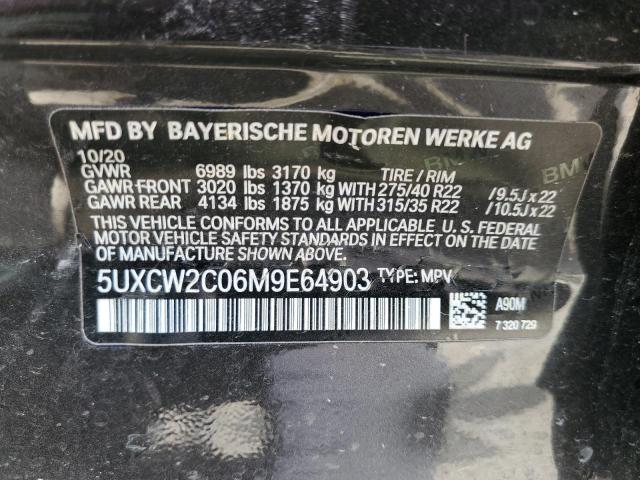 MFD BY BAYERISCHE MOTOREN WERKE AG
10/20
GVWR 6989 lbs 3170 kg TIRE / RIM
GAWR-FRONT 3020 lbs 1370 kg WITH 275/40 R22 / 9.5J x 22
GAWR REAR 4134 lbs 1875 kg WITH 315/35 R22 / 10.5J x 22
THIS VEHICLE CONFORMS TO ALL APPLICABLE U. S. FEDERAL
MOTOR VEHICLE SAFETY STANDARDS IN EFFECT ON THE DATE
OF MANUFACTURE SHOWN ABOVE.
5UXCW2C06M9E64903 TYPE: MPV
A90M
7 320 729